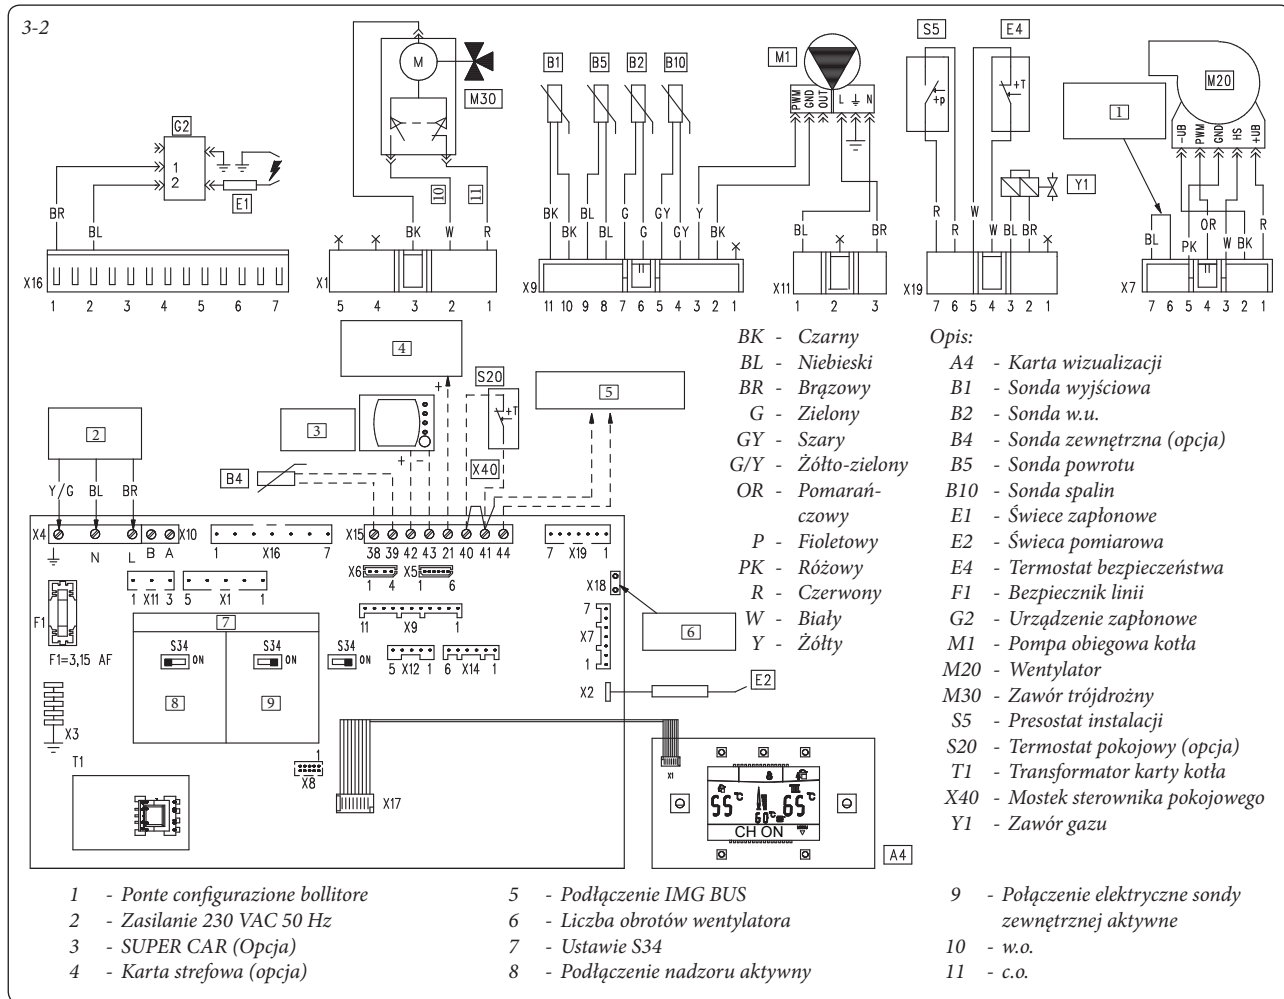 3-2
G2
1
2
E1
BR
BL
X16
1 2 3 4 5 6 7
M
M30
10
11
BK W R
X1
5 4 3 2 1
B1 B5 B2 B10
BK BK BL BL G G GY GY Y BK
X9
11 10 9 8 7 6 5 4 3 2 1
M1
PWM GND OUT L N
BL BR
X11
1 2 3
S5
+p
E4
+T
Y1
R R W W BL BR
X19
7 6 5 4 3 2 1
M20
1
-UB PWM GND HS +UB
BL PK OR W BK R
X7
7 6 5 4 3 2 1
4
S20
+T
5
2
3
+
+ -
B4
X40
Y/G BL BR
X4
N L B A
X10
1 X16 7
X15
38 39 42 43 21 40 41 44
7 X19 1
X6
1 4
X5
1 6
X18
1 X11 3
5 X1 1
11 X9 1
7
X7
1
6
F1
F1=3,15 AF
7
S34
ON
S34
ON
S34
ON
8
9
5 X12 1
6 X14 1
X2
E2
X3
T1
1
X8
X17
X1
55 °C
60°C
65 °C
CH ON
MENU
A4
BK - Czarny
BL - Niebieski
BR - Brązowy
G - Zielony
GY - Szary
G/Y - Żółto-zielony
OR - Pomarań-
czowy
P - Fioletowy
PK - Różowy
R - Czerwony
W - Biały
Y - Żółty
Opis:
A4 - Karta wizualizacji
B1 - Sonda wyjściowa
B2 - Sonda w.u.
B4 - Sonda zewnętrzna (opcja)
B5 - Sonda powrotu
B10 - Sonda spalin
E1 - Świece zapłonowe
E2 - Świeca pomiarowa
E4 - Termostat bezpieczeństwa
F1 - Bezpiecznik linii
G2 - Urządzenie zapłonowe
M1 - Pompa obiegowa kotła
M20 - Wentylator
M30 - Zawór trójdrożny
S5 - Presostat instalacji
S20 - Termostat pokojowy (opcja)
T1 - Transformator karty kotła
X40 - Mostek sterownika pokojowego
Y1 - Zawór gazu
1 - Ponte configurazione bollitore
2 - Zasilanie 230 VAC 50 Hz
3 - SUPER CAR (Opcja)
4 - Karta strefowa (opcja)
5 - Podłączenie IMG BUS
6 - Liczba obrotów wentylatora
7 - Ustawie S34
8 - Podłączenie nadzoru aktywny
9 - Połączenie elektryczne sondy
zewnętrznej aktywne
10 - w.o.
11 - c.o.